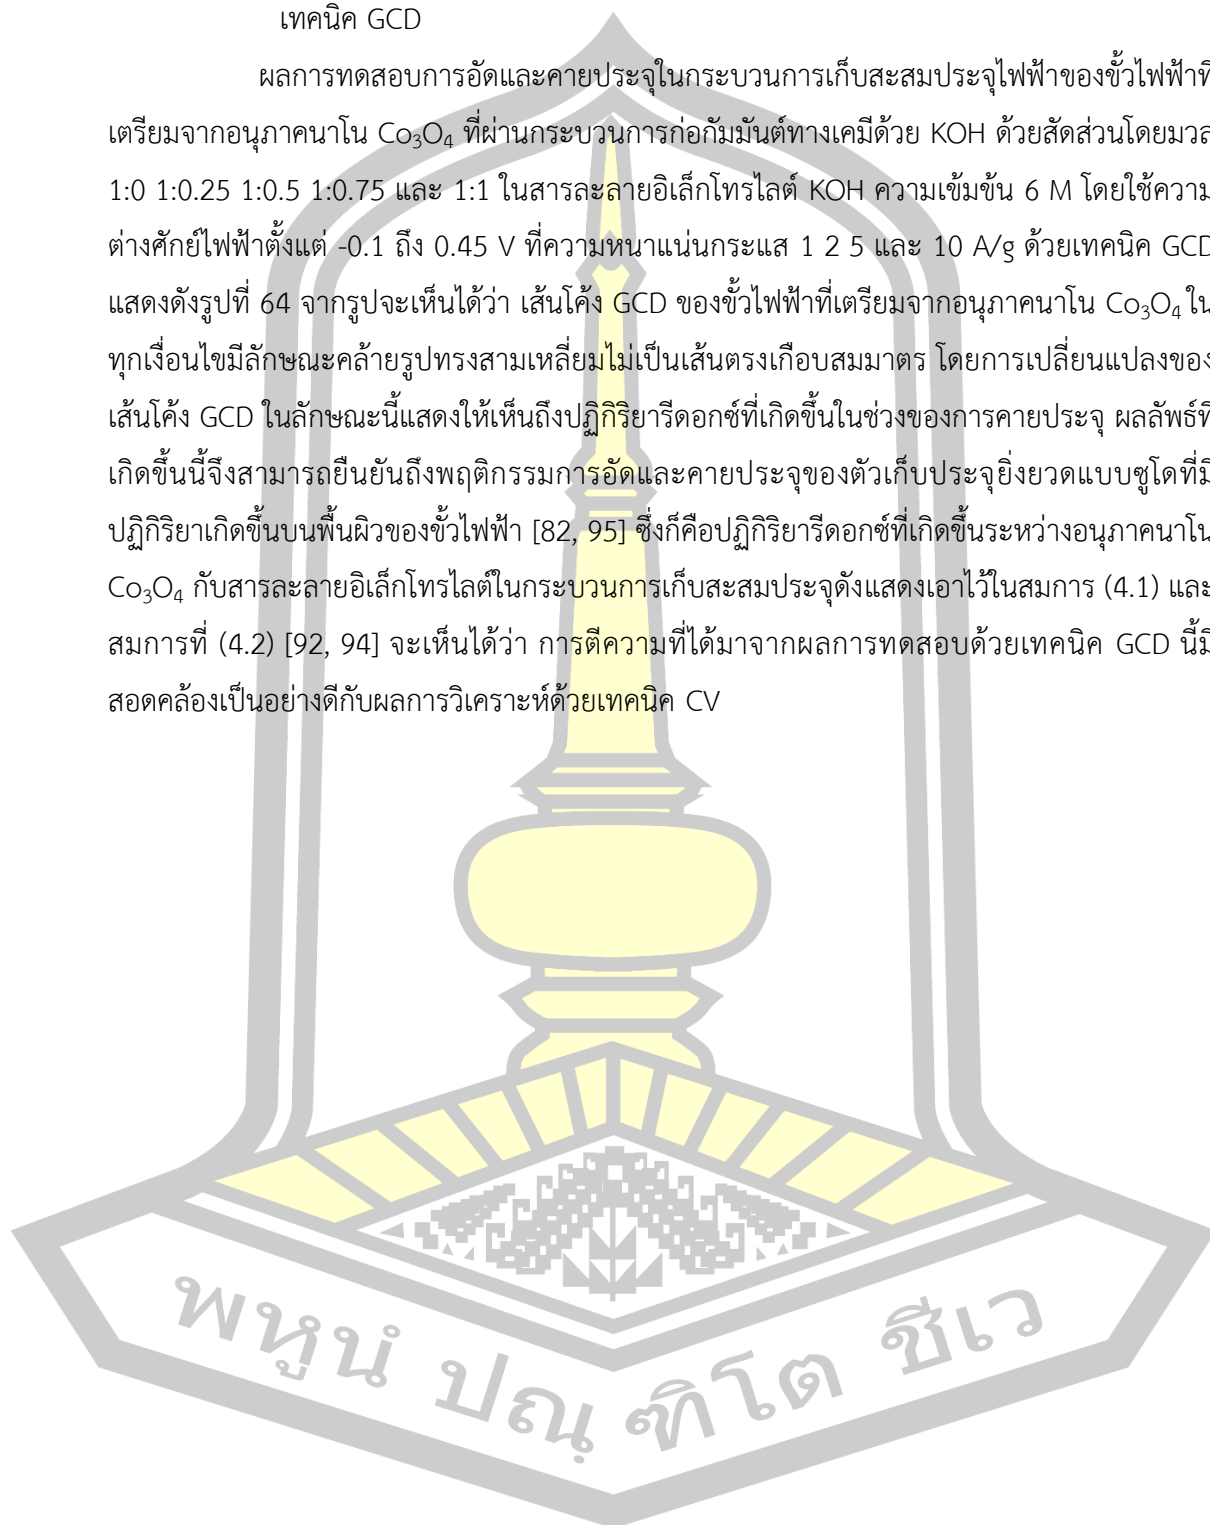 เทคนิค GCD
ผลการทดสอบการอัดและคายประจุในกระบวนการเก็บสะสมประจุไฟฟ้าของขั้วไฟฟ้าที
เตรียมจากอนุภาคนาโน Co₃O₄ ที่ผ่านกระบวนการก่อกัมมันต์ทางเคมีด้วย KOH ด้วยสัดส่วนโดยมวล
1:0 1:0.25 1:0.5 1:0.75 และ 1:1 ในสารละลายอิเล็กโทรไลต์ KOH ความเข้มข้น 6 M โดยใช้ความ
ต่างศักย์ไฟฟ้าตั้งแต่ -0.1 ถึง 0.45 V ที่ความหนาแน่นกระแส 1 2 5 และ 10 A/g ด้วยเทคนิค GCD
แสดงดังรูปที่ 64 จากรูปจะเห็นได้ว่า เส้นโค้ง GCD ของขั้วไฟฟ้าที่เตรียมจากอนุภาคนาโน Co₃O₄ ใน
ทุกเงื่อนไขมีลักษณะคล้ายรูปทรงสามเหลี่ยมไม่เป็นเส้นตรงเกือบสมมาตร โดยการเปลี่ยนแปลงของ
เส้นโค้ง GCD ในลักษณะนี้แสดงให้เห็นถึงปฏิกิริยารีดอกซ์ที่เกิดขึ้นในช่วงของการคายประจุ ผลลัพธ์ที
เกิดขึ้นนี้จึงสามารถยืนยันถึงพฤติกรรมการอัดและคายประจุของตัวเก็บประจุยิ่งยวดแบบซูโดที่มี
ปฏิกิริยาเกิดขึ้นบนพื้นผิวของขั้วไฟฟ้า [82, 95] ซึ่งก็คือปฏิกิริยารีดอกซ์ที่เกิดขึ้นระหว่างอนุภาคนาโน
Co₃O₄ กับสารละลายอิเล็กโทรไลต์ในกระบวนการเก็บสะสมประจุดังแสดงเอาไว้ในสมการ (4.1) และ
สมการที่ (4.2) [92, 94] จะเห็นได้ว่า การตีความที่ได้มาจากผลการทดสอบด้วยเทคนิค GCD นี้มี
สอดคล้องเป็นอย่างดีกับผลการวิเคราะห์ด้วยเทคนิค CV
พหูนํ ปณฺฑิโต ชีเว